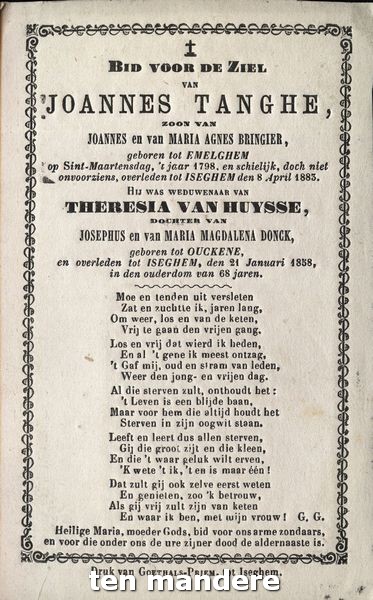 BID VOOR DE ZIEL
VAN
JOANNES TANGHE,
ZOON VAN
JOANNES en van MARIA AGNES BRINGIER,
geboren tot EMELGHEM
op Sint-Maartensdag, 't jaar 1798, en schielijk, doch niet
onvoorziens, overleden tot ISEGHEM den 8 April 1883.
HIJ WAS WEDUWENAAR VAN
THERESIA VAN HUYSSE,
DOCHTER VAN
JOSEPHUS en van MARIA MAGDALENA DONCK,
geboren tot OUCKENE,
en overleden tot ISEGHEM, den 21 Januari 1858,
in den ouderdom van 68 jaren.
Moe en tenden uit versleten
Zat en zuchtte ik, jaren lang,
Om weer, los en van de keten,
Vrij te gaan den vrijen gang.
Los en vrij dat wierd ik heden,
En al 't gene ik meest ontzag,
't Gaf mij, oud en stram van leden,
Weer den jong- en vrijen dag.
Al die sterven zult, onthoudt het :
't Leven is een blijde baan,
Maar voor hem die altijd houdt het
Sterven in zijn oogwit staan.
Leeft en leert dus allen sterven,
Gij die groot zijt en die kleen,
En die 't waar geluk wilt erven,
'K wete 't ik, 't en is maar één !
Dat zult gij ook zelve eerst weten
En genieten, zoo 'k betrouw,
Als gij vrij zult zijn van keten
En waar ik ben, met mijn vrouw ! G. G.
Heilige Maria, moeder Gods, bid voor ons arme zondaars,
en voor die onder ons de ure zijner dood de aldernaaste is.
Druk van GOETHALS-PRIEM, te Iseghem.
ten mandere